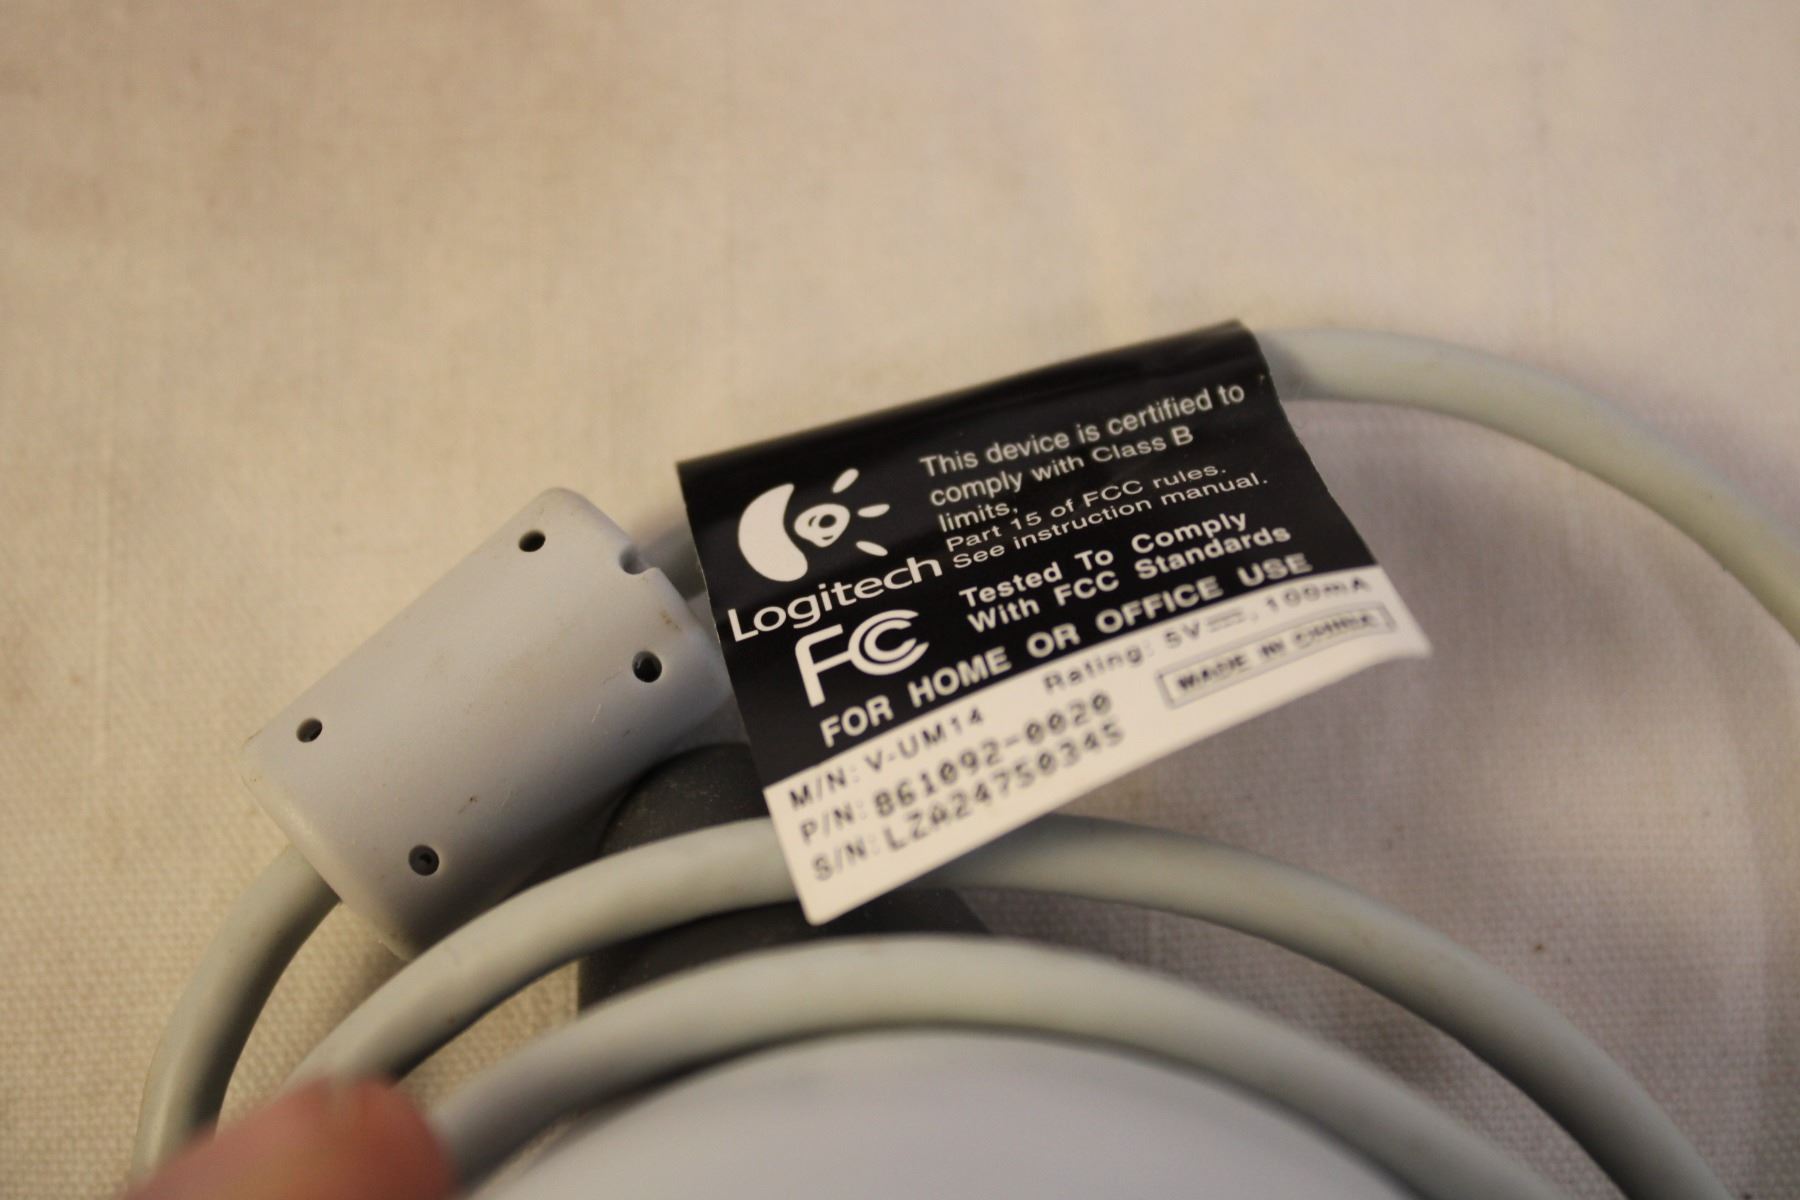 This device is certified to
comply with Class B
limits,
Part 15 of FCC rules.
See instruction manual.
Logitech
FC Tested To Comply
With FCC Standards
FOR HOME OR OFFICE USE
M/N: V-UM14 Rating: 5V⎓, 100mA
P/N: 861092-0020 MADE IN CHINA
S/N: LZA24750345